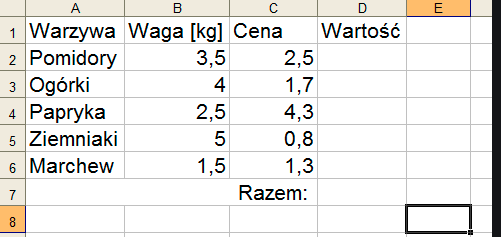 A B C D E
1 Warzywa Waga [kg] Cena Wartość
2 Pomidory 3,5 2,5
3 Ogórki 4 1,7
4 Papryka 2,5 4,3
5 Ziemniaki 5 0,8
6 Marchew 1,5 1,3
7 Razem:
8